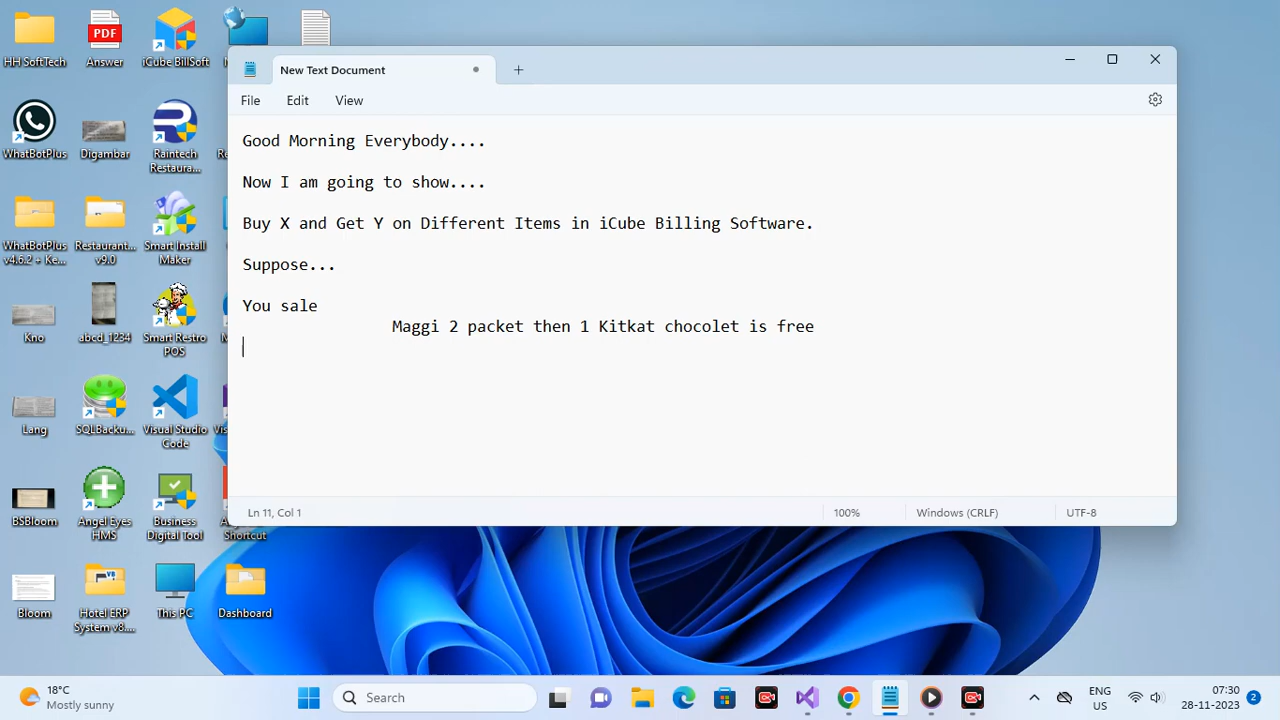 HH SoftTech
Answer
PDF
iCube BillSoft
WhatBotPlus
Digambar
Raintech
Restaura...
WhatBotPlus
v4.6.2 + Ke...
Restaurant...
v9.0
Smart Install
Maker
Kno
abcd_1234
Smart Restro
POS
Lang
SQLBacku...
Visual Studio
Code
BSBloom
Angel Eyes
HMS
Business
Digital Tool
Shortcut
Bloom
Hotel ERP
System v8....
This PC
Dashboard
New Text Document
File Edit View
Good Morning Everybody....
Now I am going to show....
Buy X and Get Y on Different Items in iCube Billing Software.
Suppose...
You sale
Maggi 2 packet then 1 Kitkat chocolet is free
Ln 11, Col 1 100% Windows (CRLF) UTF-8
18°C
Mostly sunny
Search
ENG
US
07:30
28-11-2023
2